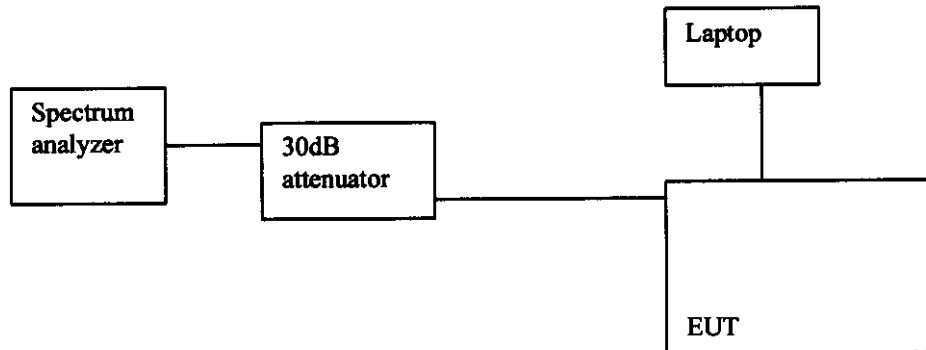 Laptop
Spectrum
analyzer
30dB
attenuator
EUT